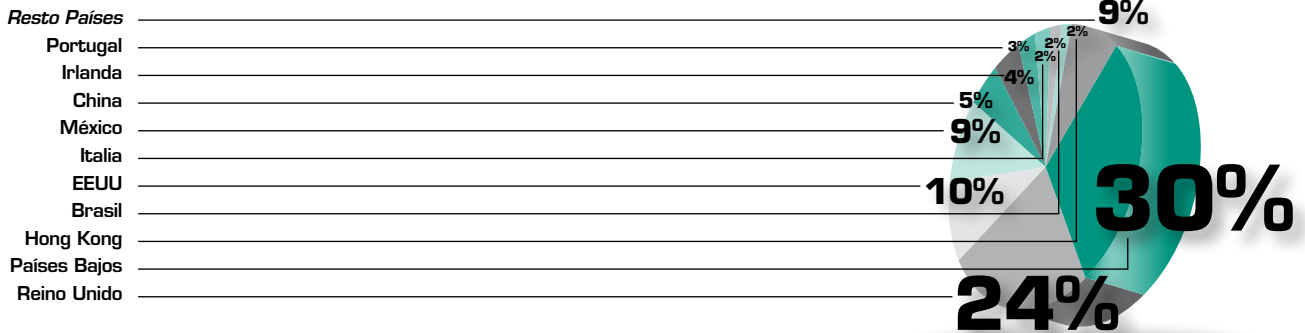 Resto Países 9%
Portugal 3%
Irlanda 4%
China 5%
México 9%
Italia 2%
EEUU 10%
Brasil 2%
Hong Kong 2%
Países Bajos 30%
Reino Unido 24%